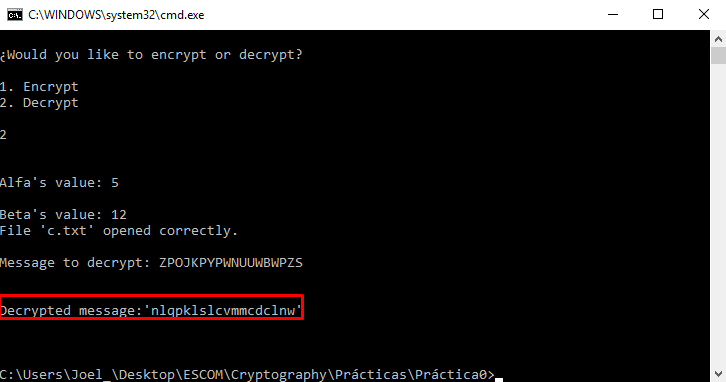 C:\WINDOWS\system32\cmd.exe
¿Would you like to encrypt or decrypt?
1. Encrypt
2. Decrypt
2
Alfa's value: 5
Beta's value: 12
File 'c.txt' opened correctly.
Message to decrypt: ZPOJKPYPWNUUWBWPZS
Decrypted message:'nlqpklslcvmmcdclnw'
C:\Users\Joel_\Desktop\ESCOM\Cryptography\Prácticas\Práctica0>